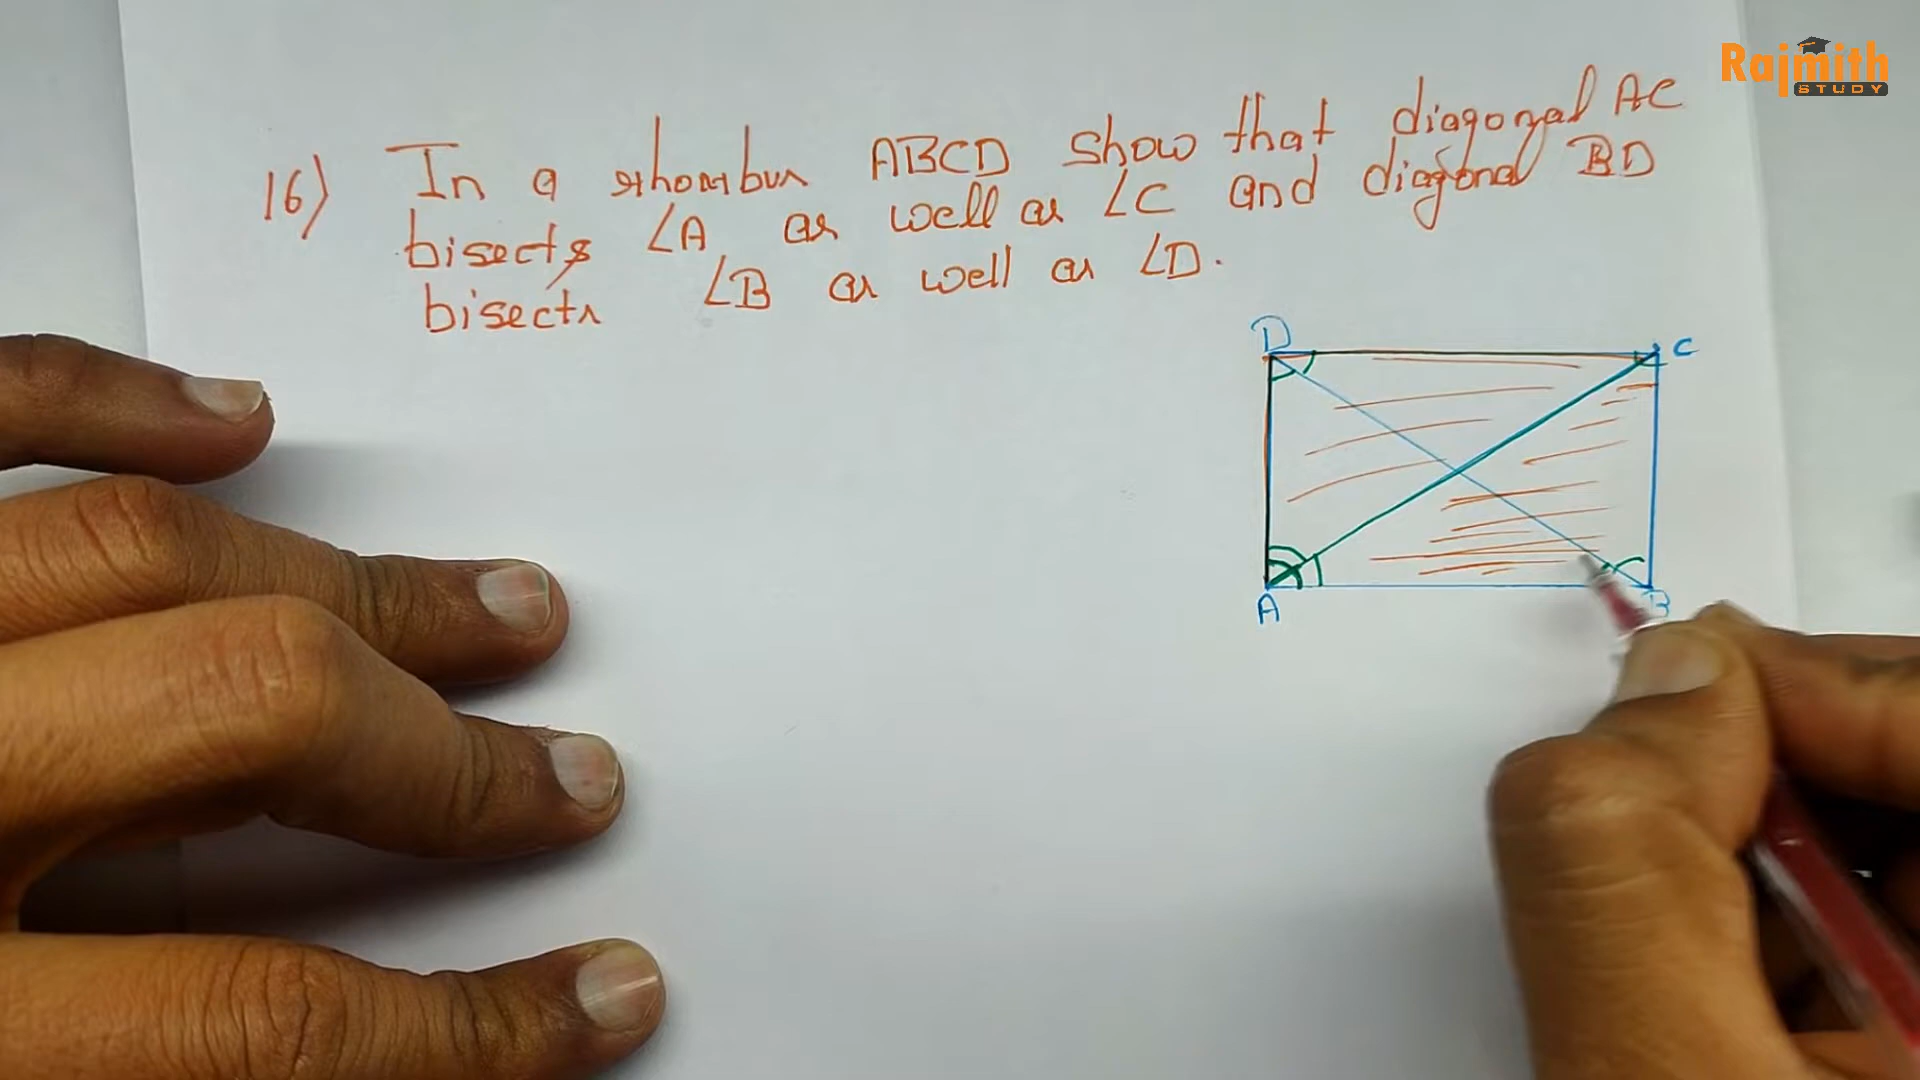 Rajmith
STUDY
16) In a rhombus ABCD show that diagonal AC
bisects ∠A as well as ∠C and diagonal BD
bisects ∠B as well as ∠D.
D C
A B